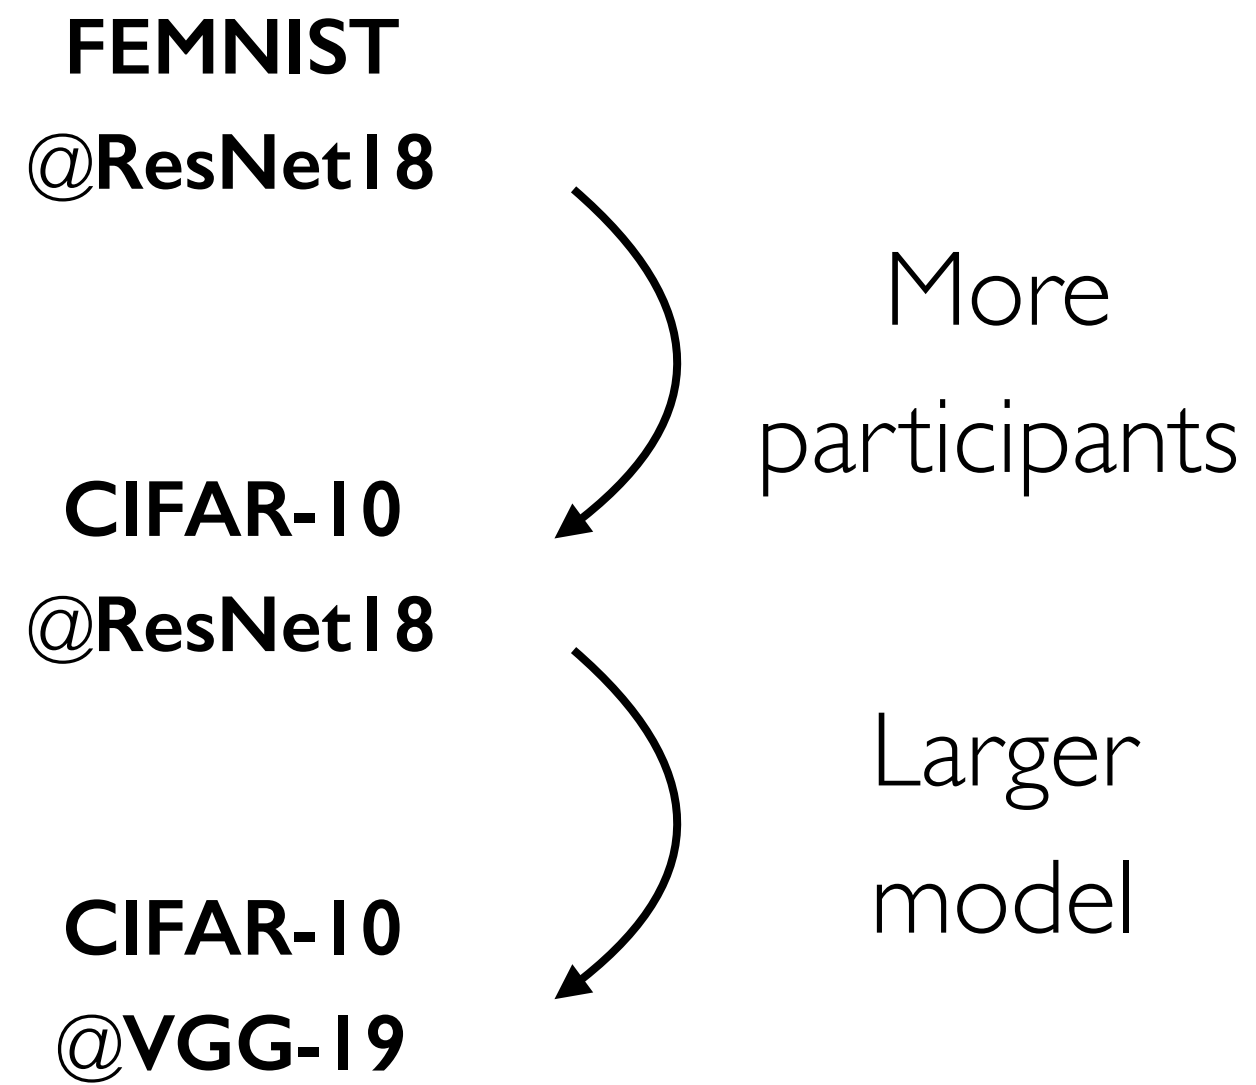 FEMNIST
@ResNet18
More
participants
CIFAR-10
@ResNet18
Larger
model
CIFAR-10
@VGG-19